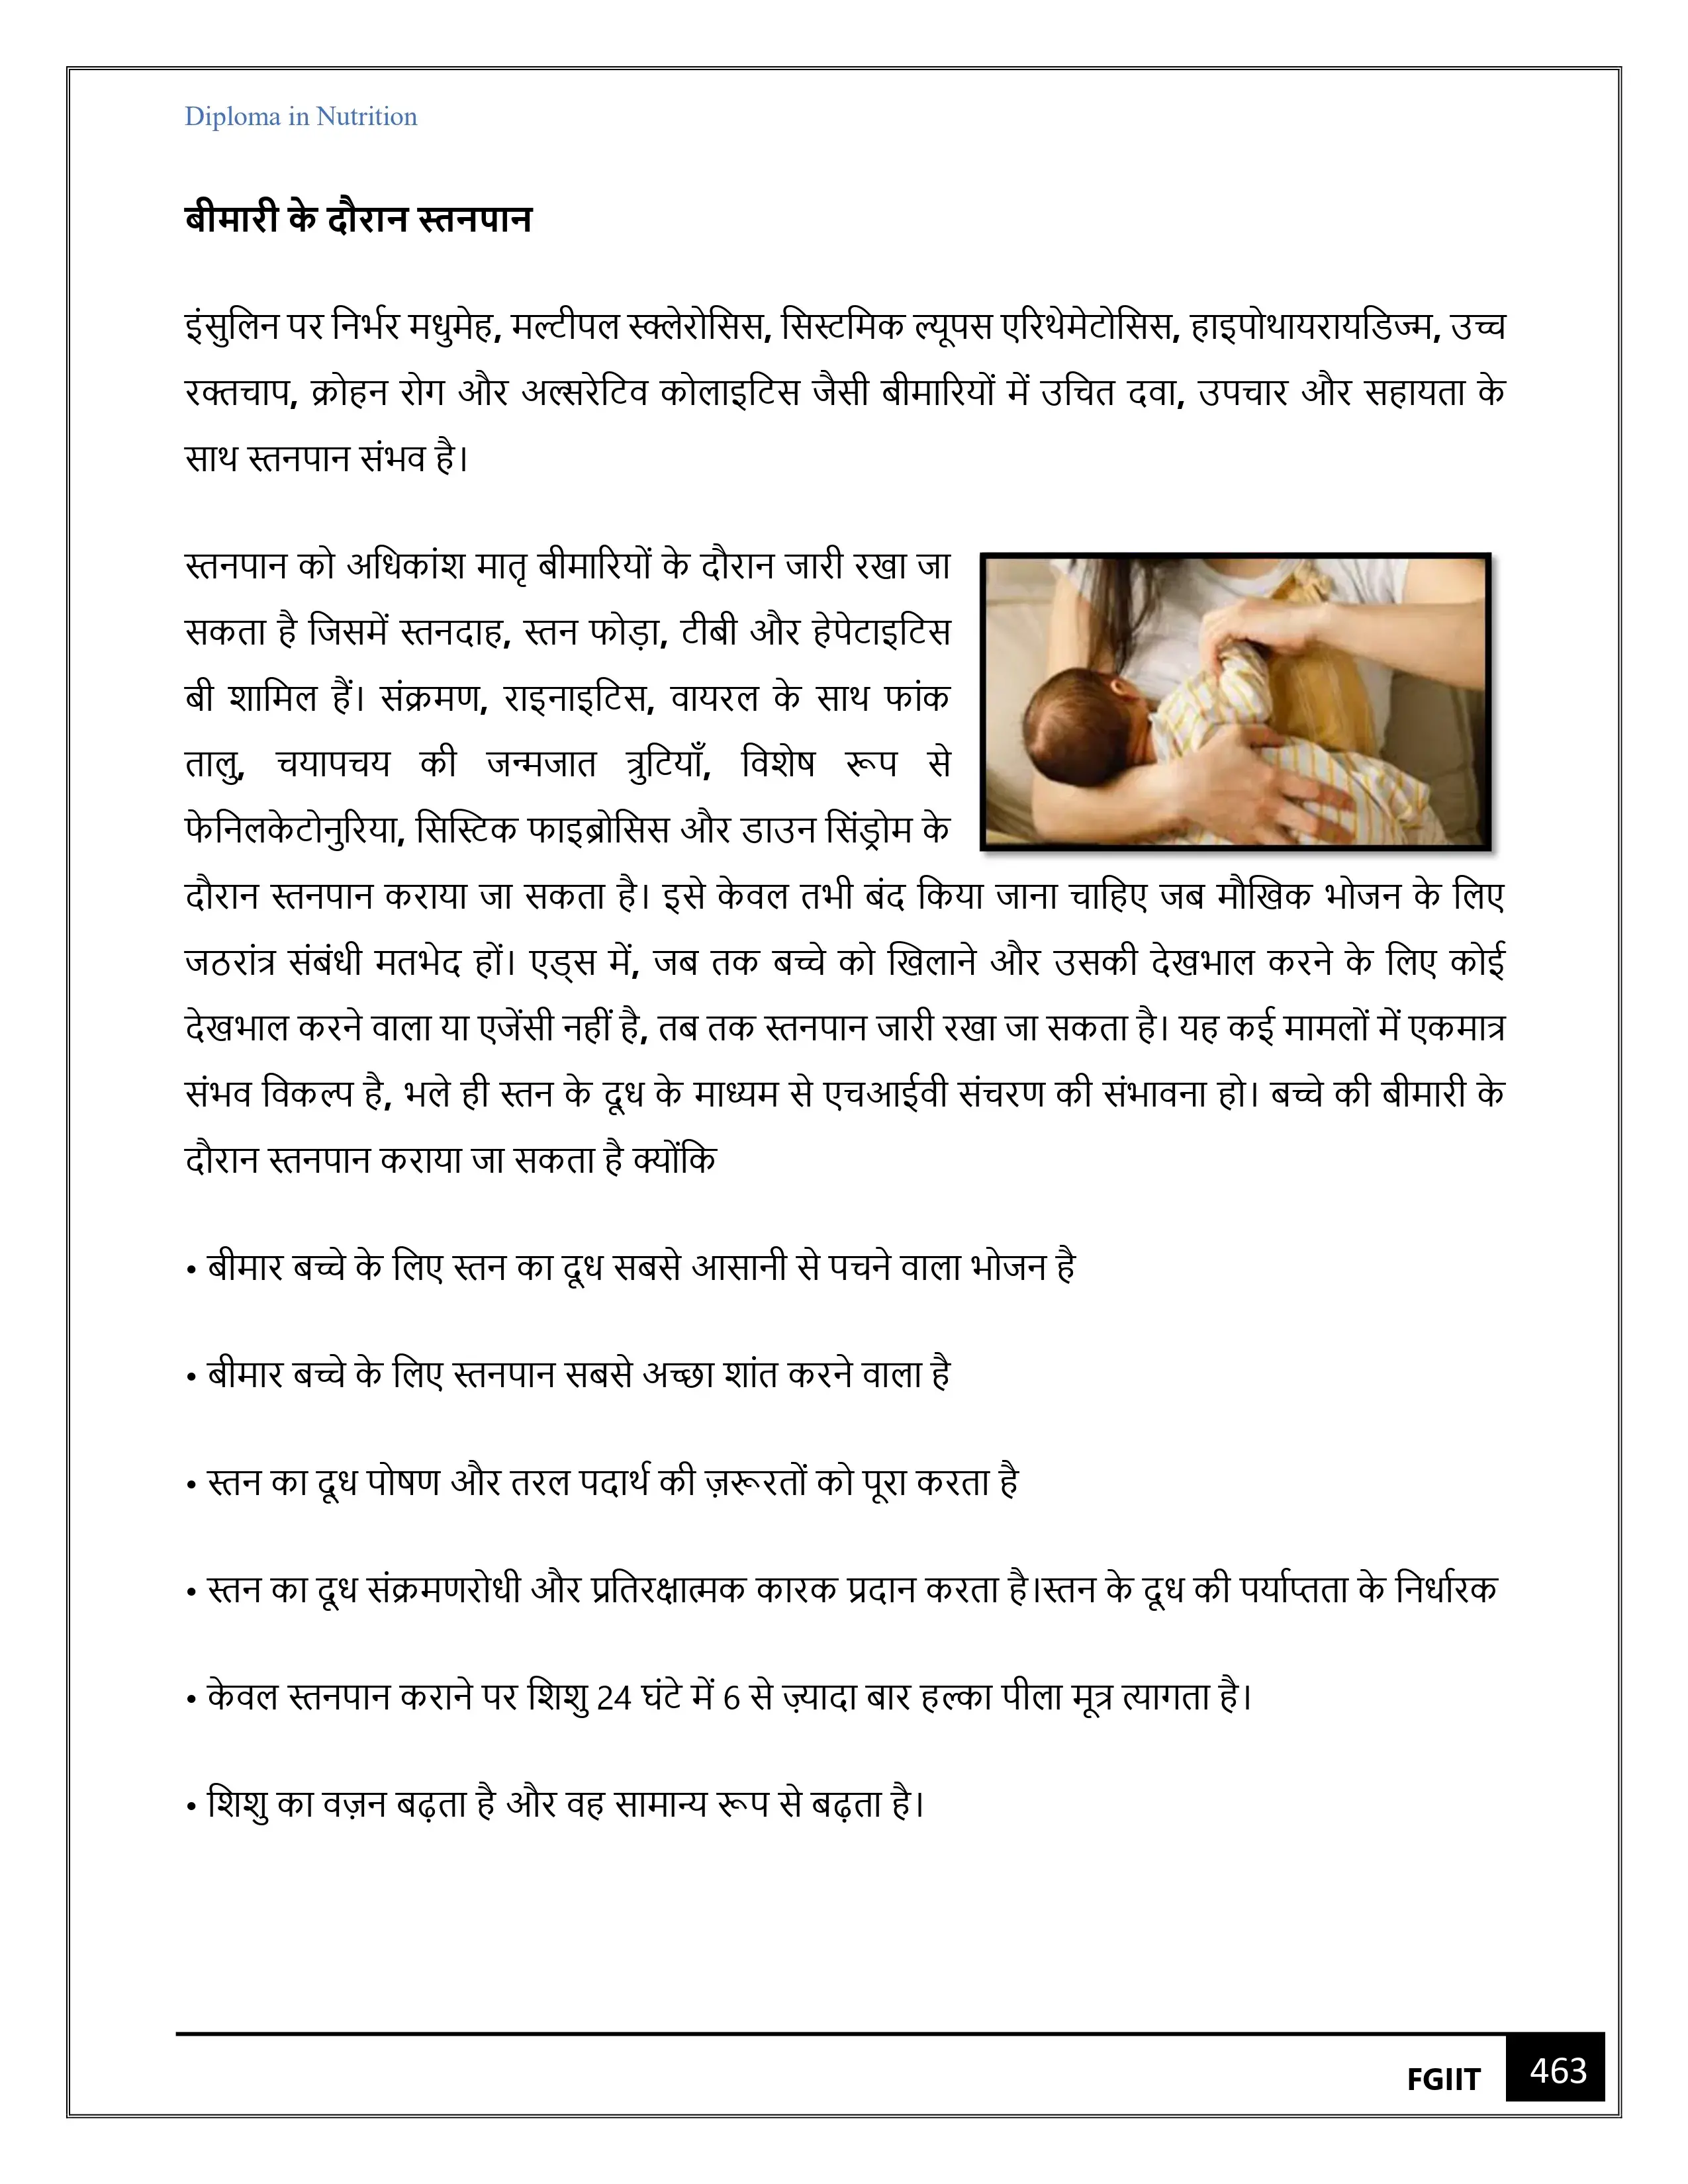 Diploma in Nutrition
बीमारी के दौरान स्तनपान
इंसुलिन पर निर्भर मधुमेह, मल्टीपल स्क्लेरोसिस, सिस्टमिक ल्यूपस एरिथेमेटोसिस, हाइपोथायरायडिज्म, उच्च
रक्तचाप, क्रोहन रोग और अल्सरेटिव कोलाइटिस जैसी बीमारियों में उचित दवा, उपचार और सहायता के
साथ स्तनपान संभव है।
स्तनपान को अधिकांश मातृ बीमारियों के दौरान जारी रखा जा
सकता है जिसमें स्तनदाह, स्तन फोड़ा, टीबी और हेपेटाइटिस
बी शामिल हैं। संक्रमण, राइनाइटिस, वायरल के साथ फांक
तालु, चयापचय की जन्मजात त्रुटियाँ, विशेष रूप से
फेनिलकेटोनुरिया, सिस्टिक फाइब्रोसिस और डाउन सिंड्रोम के
दौरान स्तनपान कराया जा सकता है। इसे केवल तभी बंद किया जाना चाहिए जब मौखिक भोजन के लिए
जठरांत्र संबंधी मतभेद हों। एड्स में, जब तक बच्चे को खिलाने और उसकी देखभाल करने के लिए कोई
देखभाल करने वाला या एजेंसी नहीं है, तब तक स्तनपान जारी रखा जा सकता है। यह कई मामलों में एकमात्र
संभव विकल्प है, भले ही स्तन के दूध के माध्यम से एचआईवी संचरण की संभावना हो। बच्चे की बीमारी के
दौरान स्तनपान कराया जा सकता है क्योंकि
• बीमार बच्चे के लिए स्तन का दूध सबसे आसानी से पचने वाला भोजन है
• बीमार बच्चे के लिए स्तनपान सबसे अच्छा शांत करने वाला है
• स्तन का दूध पोषण और तरल पदार्थ की ज़रूरतों को पूरा करता है
• स्तन का दूध संक्रमणरोधी और प्रतिरक्षात्मक कारक प्रदान करता है।स्तन के दूध की पर्याप्तता के निर्धारक
• केवल स्तनपान कराने पर शिशु 24 घंटे में 6 से ज़्यादा बार हल्का पीला मूत्र त्यागता है।
• शिशु का वज़न बढ़ता है और वह सामान्य रूप से बढ़ता है।
FGIIT 463